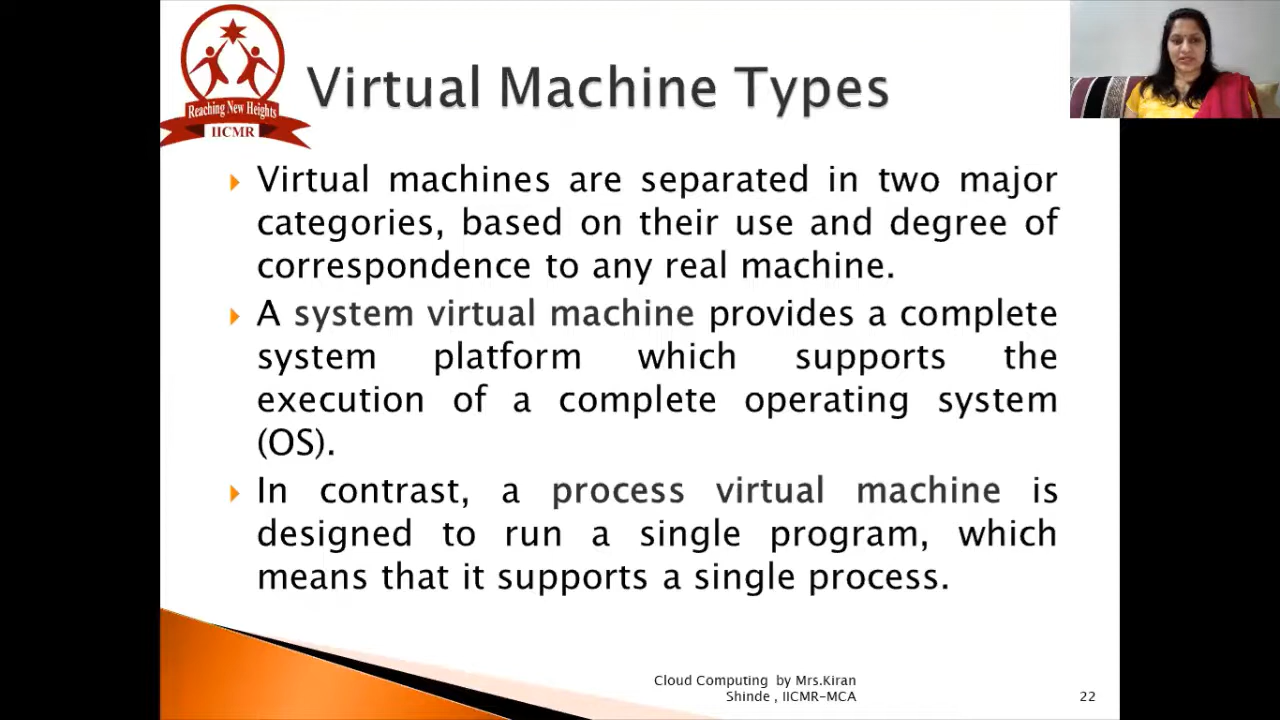 Reaching New Heights
IICMR
Virtual Machine Types
Virtual machines are separated in two major
categories, based on their use and degree of
correspondence to any real machine.
A system virtual machine provides a complete
system platform which supports the
execution of a complete operating system
(OS).
In contrast, a process virtual machine is
designed to run a single program, which
means that it supports a single process.
Cloud Computing by Mrs.Kiran
Shinde , IICMR-MCA
22